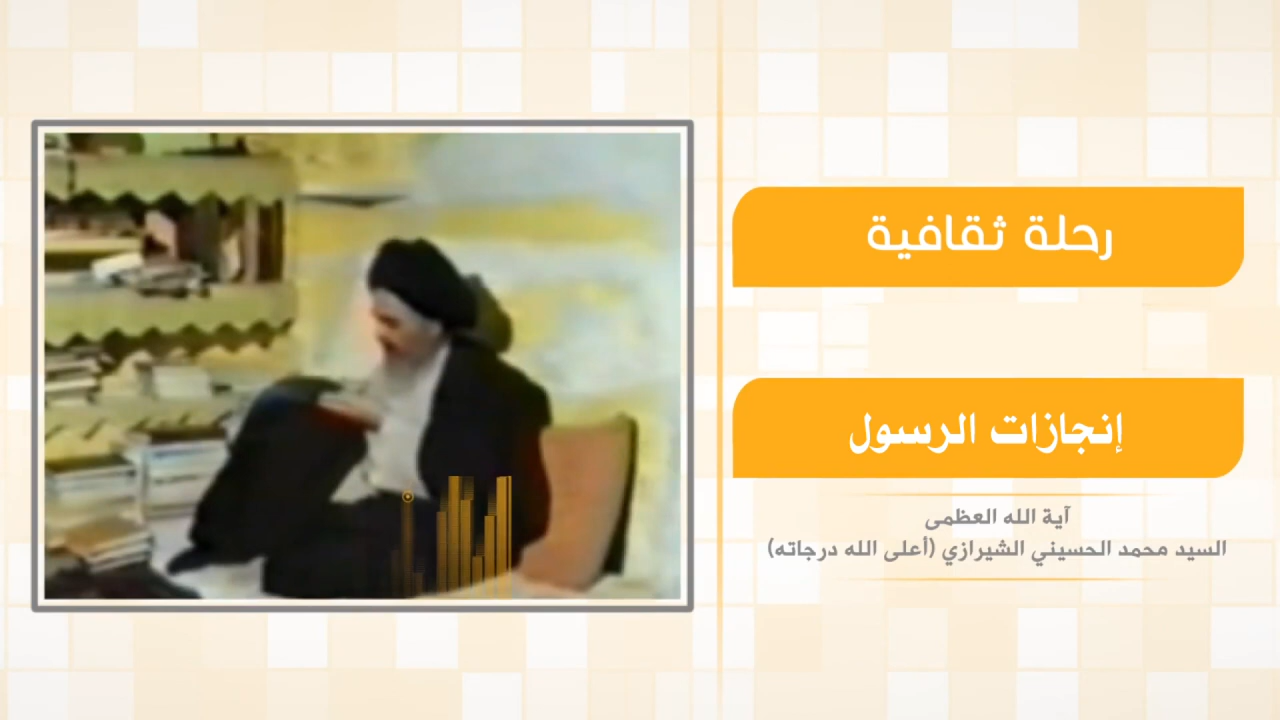 رحلة ثقافية
إنجازات الرسول
آية الله العظمى
السيد محمد الحسيني الشيرازي (أعلى الله درجاته)